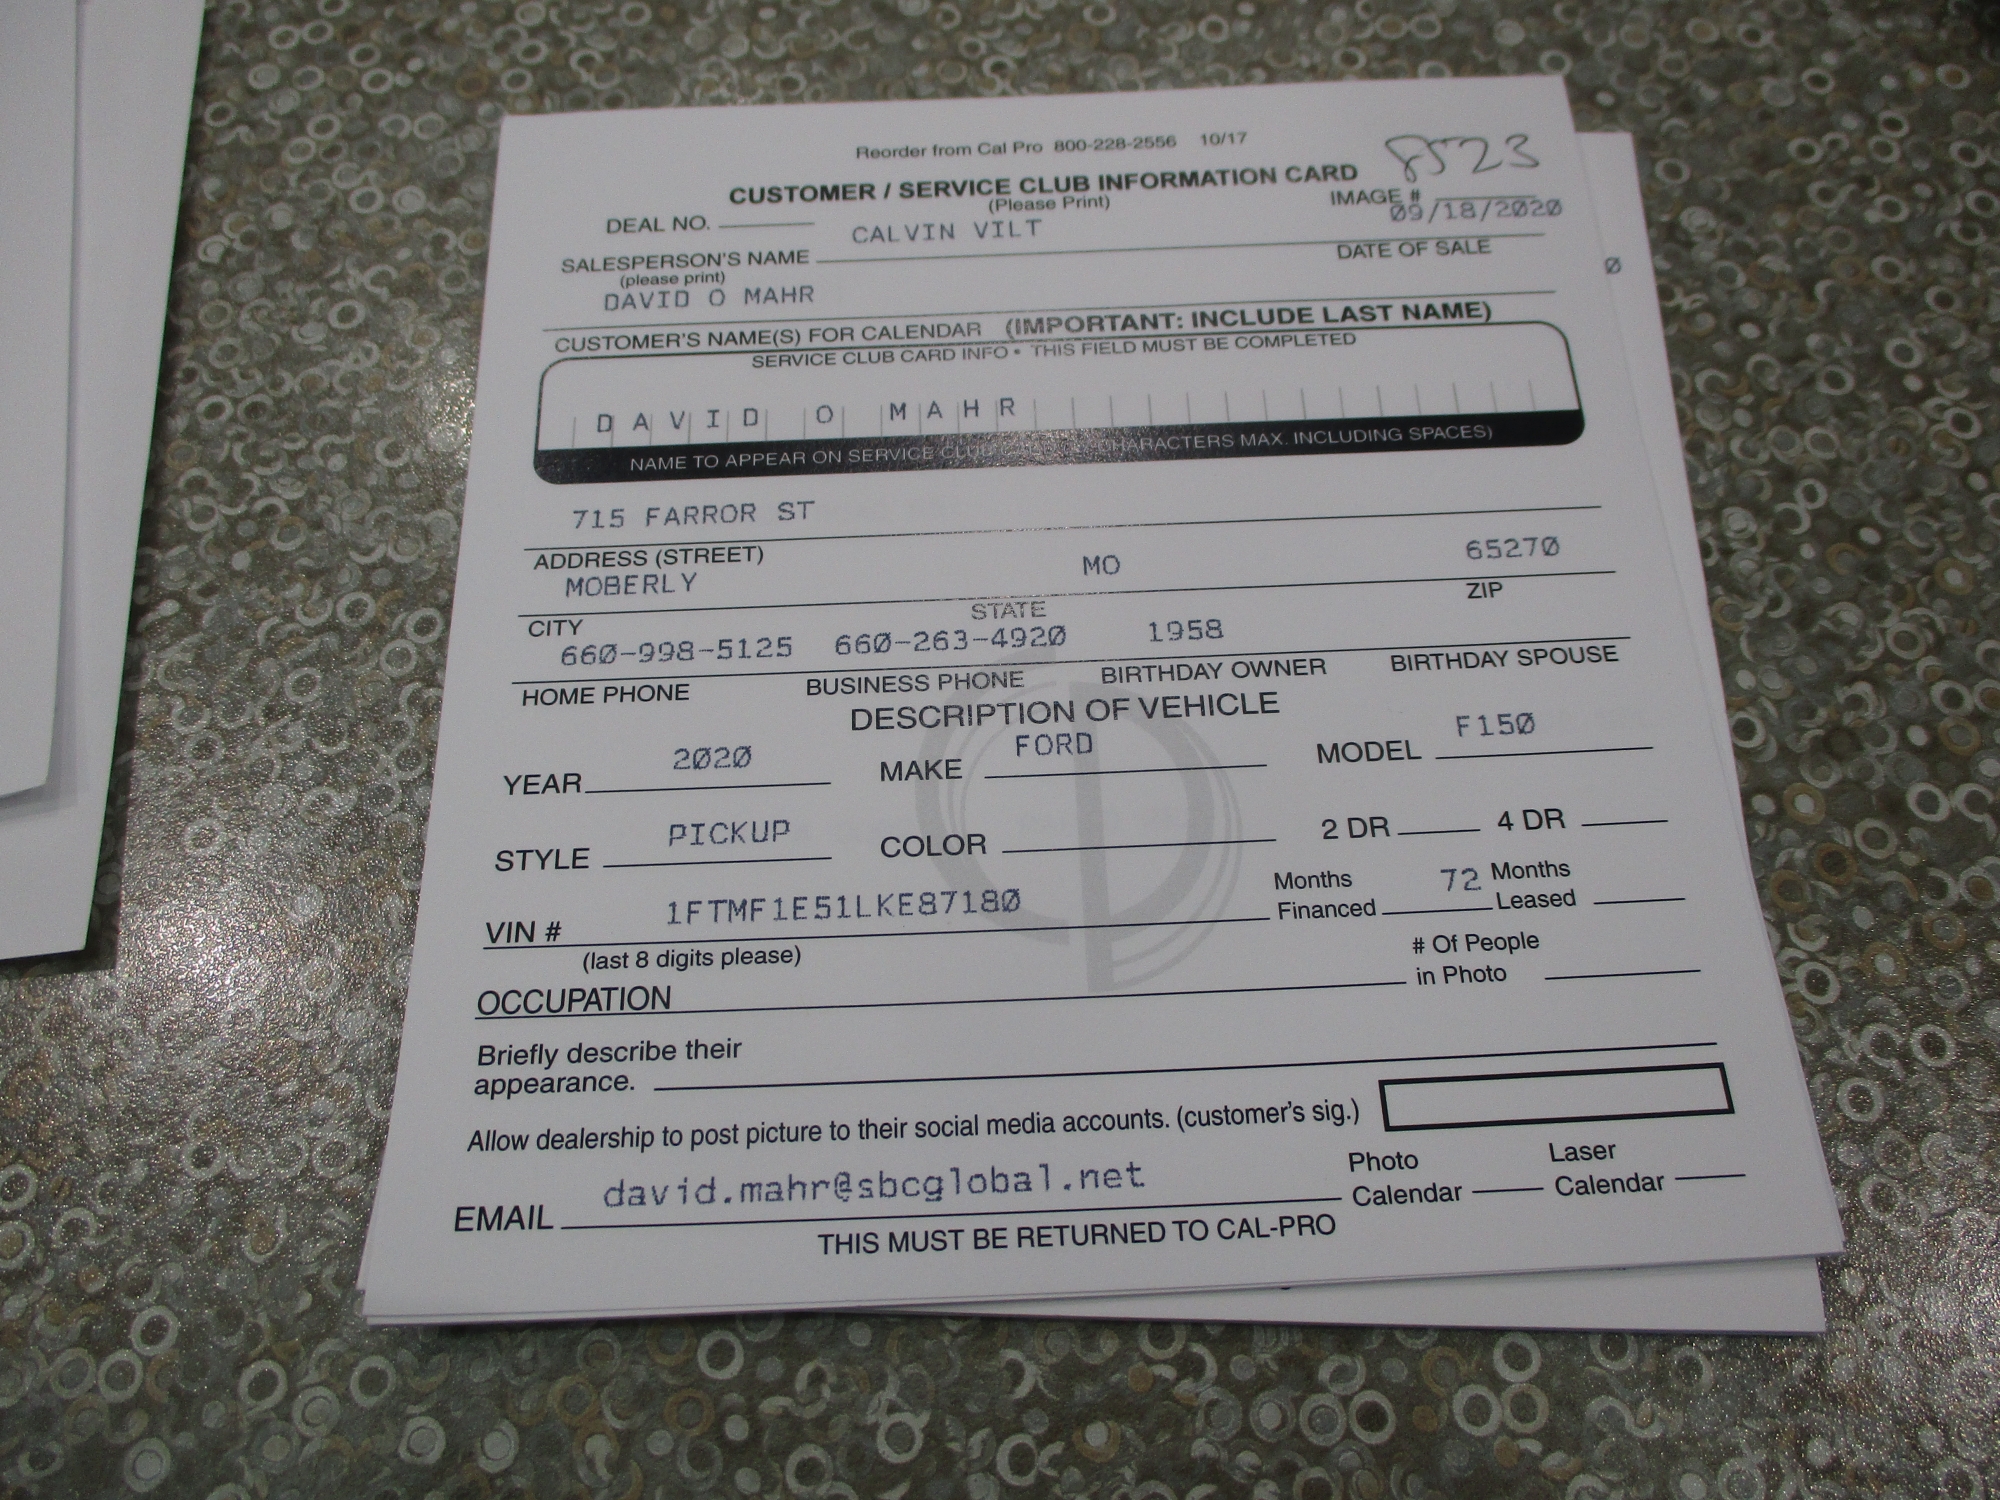 Reorder from Cal Pro 800-228-2556 10/17
8523
CUSTOMER / SERVICE CLUB INFORMATION CARD
(Please Print)
IMAGE #
DEAL NO.
09/18/2020
CALVIN VILT
SALESPERSON'S NAME
DATE OF SALE
(please print)
DAVID O MAHR
CUSTOMER'S NAME(S) FOR CALENDAR (IMPORTANT: INCLUDE LAST NAME)
SERVICE CLUB CARD INFO • THIS FIELD MUST BE COMPLETED
DAVID O MAHR
NAME TO APPEAR ON SERVICE CLUB CHARACTERS MAX. INCLUDING SPACES)
715 FARROR ST
ADDRESS (STREET)
MOBERLY MO 65270
CITY STATE ZIP
660-998-5125 660-263-4920 1958
HOME PHONE BUSINESS PHONE BIRTHDAY OWNER BIRTHDAY SPOUSE
DESCRIPTION OF VEHICLE
YEAR 2020 MAKE FORD MODEL F150
STYLE PICKUP COLOR 2 DR 4 DR
VIN # 1FTMF1E51LKE87180 Months Financed 72 Months Leased
(last 8 digits please)
OCCUPATION # Of People in Photo
Briefly describe their
appearance.
Allow dealership to post picture to their social media accounts. (customer's sig.)
EMAIL david.mahr@sbcglobal.net Photo Calendar Laser Calendar
THIS MUST BE RETURNED TO CAL-PRO